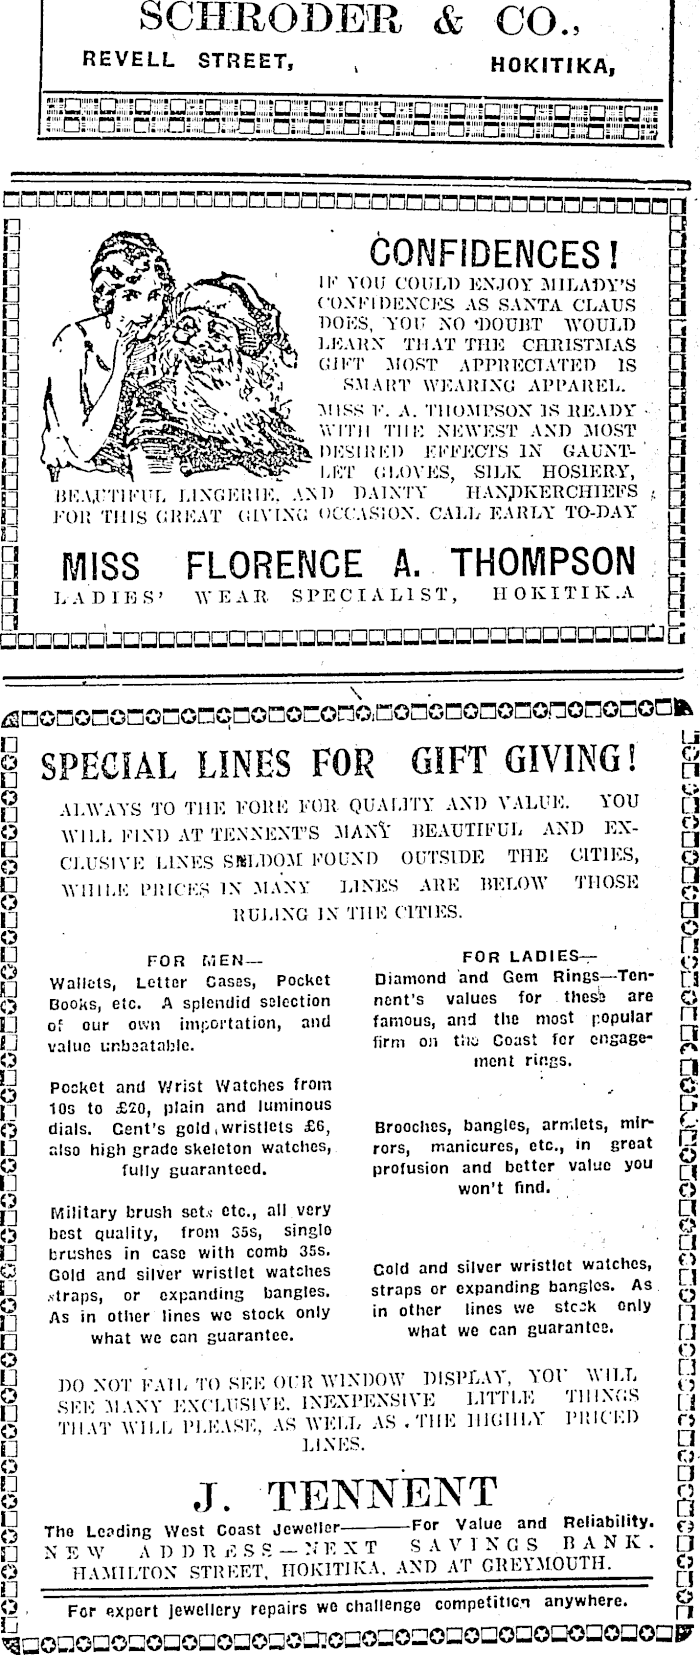 SCHRODER & CO.,
REVELL STREET, HOKITIKA,
CONFIDENCES!
IF YOU COULD ENJOY MILADY'S
CONFIDENCES AS SANTA CLAUS
DOES, YOU NO DOUBT WOULD
LEARN THAT THE CHRISTMAS
GIFT MOST APPRECIATED IS
SMART WEARING APPAREL.
MISS F. A. THOMPSON IS READY
WITH THE NEWEST AND MOST
DESIRED EFFECTS IN GAUNT-
LET GLOVES, SILK HOSIERY,
BEAUTIFUL LINGERIE, AND DAINTY HANDKERCHIEFS
FOR THIS GREAT GIVING OCCASION. CALL EARLY TO-DAY
MISS FLORENCE A. THOMPSON
LADIES' WEAR SPECIALIST, HOKITIKA
SPECIAL LINES FOR GIFT GIVING!
ALWAYS TO THE FORE FOR QUALITY AND VALUE. YOU
WILL FIND AT TENNENT'S MANY BEAUTIFUL AND EX-
CLUSIVE LINES SELDOM FOUND OUTSIDE THE CITIES,
WHILE PRICES IN MANY LINES ARE BELOW THOSE
RULING IN THE CITIES.
FOR MEN—
Wallets, Letter Cases, Pocket
Books, etc. A splendid selection
of our own importation, and
value unbeatable.
Pocket and Wrist Watches from
10s to £20, plain and luminous
dials. Gent's gold wristlets £6,
also high grade skeleton watches,
fully guaranteed.
Military brush sets etc., all very
best quality, from 35s, single
brushes in case with comb 35s.
Gold and silver wristlet watches
straps, or expanding bangles.
As in other lines we stock only
what we can guarantee.
FOR LADIES—
Diamond and Gem Rings—Ten-
nent's values for these are
famous, and the most popular
firm on the Coast for engage-
ment rings.
Brooches, bangles, armlets, mir-
rors, manicures, etc., in great
profusion and better value you
won't find.
Gold and silver wristlet watches,
straps or expanding bangles. As
in other lines we stock only
what we can guarantee.
DO NOT FAIL TO SEE OUR WINDOW DISPLAY, YOU WILL
SEE MANY EXCLUSIVE, INEXPENSIVE LITTLE THINGS
THAT WILL PLEASE, AS WELL AS THE HIGHLY PRICED
LINES.
J. TENNENT
The Leading West Coast Jeweller———For Value and Reliability.
NEW ADDRESS—NEXT SAVINGS BANK.
HAMILTON STREET, HOKITIKA, AND AT GREYMOUTH.
For expert jewellery repairs we challenge competition anywhere.